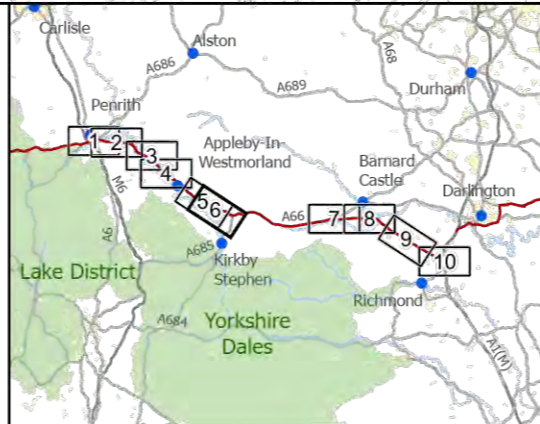 Carlisle
Alston
A68
A686
A689
Durham
Penrith
Appleby-In
Westmorland
Barnard
Castle
Darlington
1
2
3
4
5
6
M6
A66
7
8
9
10
A6
A685
Kirkby
Stephen
Lake District
Richmond
A684
Yorkshire
Dales
A1(M)